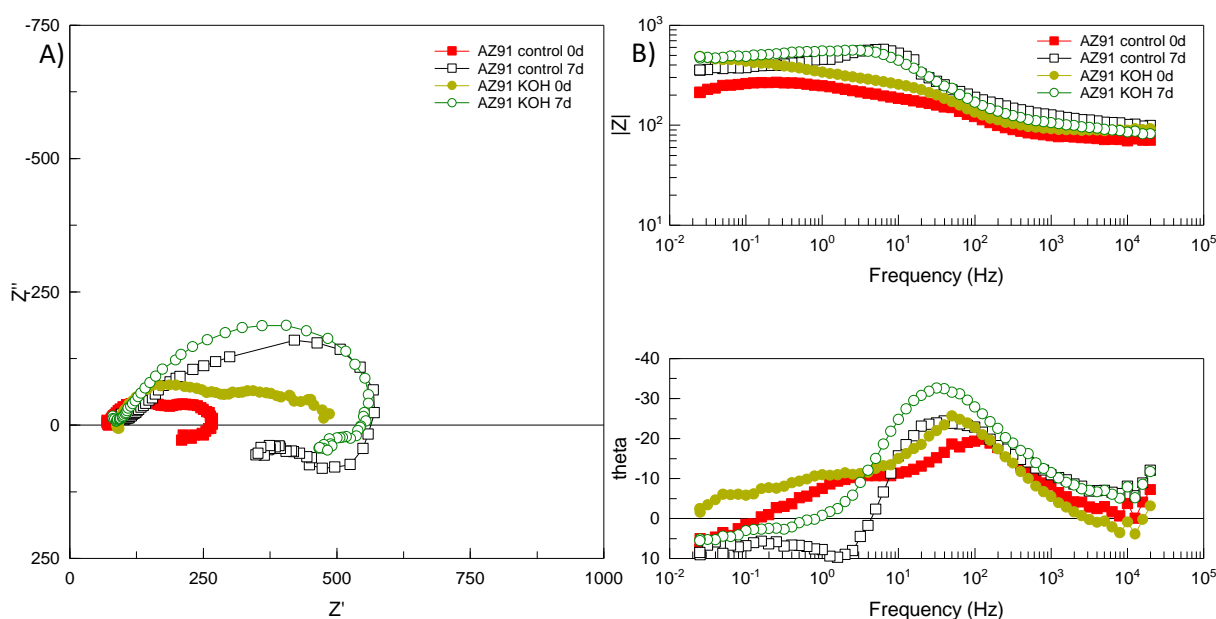 A)
-750
-500
-250
0
250
Z''
0
250
500
750
1000
Z'
AZ91 control 0d
AZ91 control 7d
AZ91 KOH 0d
AZ91 KOH 7d
B)
10³
10²
10¹
|Z|
10⁻²
10⁻¹
10⁰
10¹
10²
10³
10⁴
10⁵
Frequency (Hz)
AZ91 control 0d
AZ91 control 7d
AZ91 KOH 0d
AZ91 KOH 7d
-40
-30
-20
-10
0
10
theta
10⁻²
10⁻¹
10⁰
10¹
10²
10³
10⁴
10⁵
Frequency (Hz)